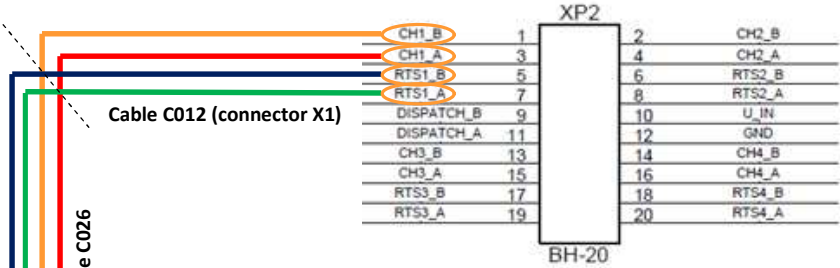 XP2
CH1_B 1 2 CH2_B
CH1_A 3 4 CH2_A
RTS1_B 5 6 RTS2_B
RTS1_A 7 8 RTS2_A
Cable C012 (connector X1)
DISPATCH_B 9 10 U_IN
DISPATCH_A 11 12 GND
CH3_B 13 14 CH4_B
CH3_A 15 16 CH4_A
RTS3_B 17 18 RTS4_B
RTS3_A 19 20 RTS4_A
BH-20
e C026